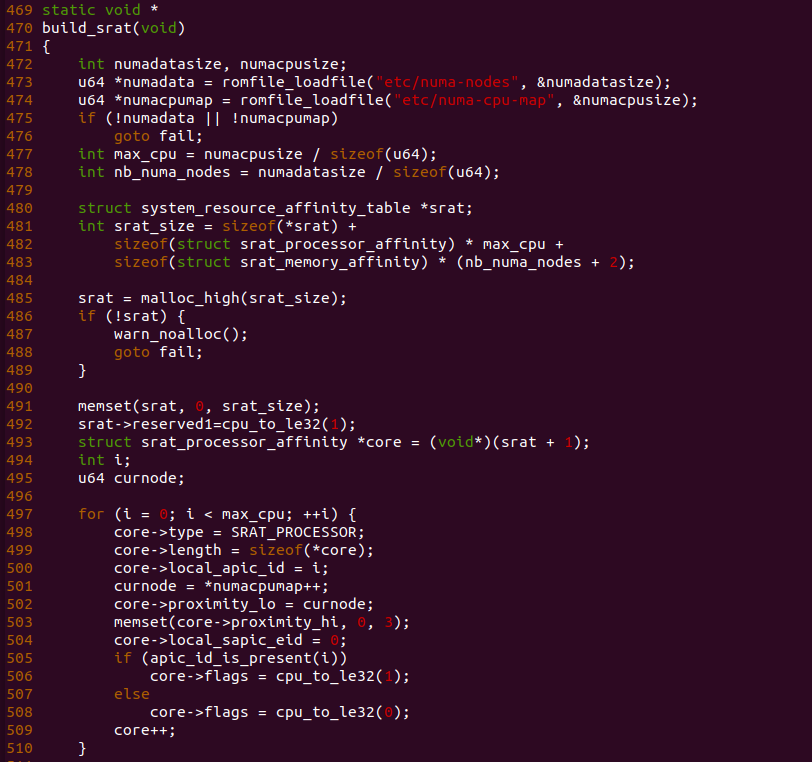 469 static void *
470 build_srat(void)
471 {
472     int numadatasize, numacpusize;
473     u64 *numadata = romfile_loadfile("etc/numa-nodes", &numadatasize);
474     u64 *numacpumap = romfile_loadfile("etc/numa-cpu-map", &numacpusize);
475     if (!numadata || !numacpumap)
476         goto fail;
477     int max_cpu = numacpusize / sizeof(u64);
478     int nb_numa_nodes = numadatasize / sizeof(u64);
479
480     struct system_resource_affinity_table *srat;
481     int srat_size = sizeof(*srat) +
482         sizeof(struct srat_processor_affinity) * max_cpu +
483         sizeof(struct srat_memory_affinity) * (nb_numa_nodes + 2);
484
485     srat = malloc_high(srat_size);
486     if (!srat) {
487         warn_noalloc();
488         goto fail;
489     }
490
491     memset(srat, 0, srat_size);
492     srat->reserved1=cpu_to_le32(1);
493     struct srat_processor_affinity *core = (void*)(srat + 1);
494     int i;
495     u64 curnode;
496
497     for (i = 0; i < max_cpu; ++i) {
498         core->type = SRAT_PROCESSOR;
499         core->length = sizeof(*core);
500         core->local_apic_id = i;
501         curnode = *numacpumap++;
502         core->proximity_lo = curnode;
503         memset(core->proximity_hi, 0, 3);
504         core->local_sapic_eid = 0;
505         if (apic_id_is_present(i))
506             core->flags = cpu_to_le32(1);
507         else
508             core->flags = cpu_to_le32(0);
509         core++;
510     }